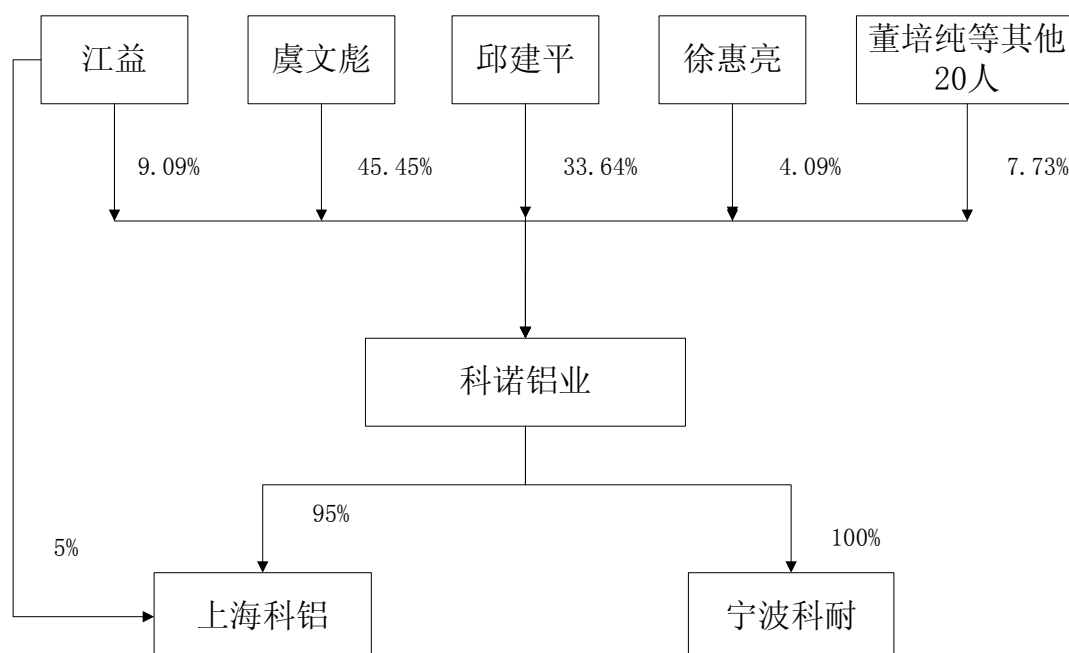 江益
虞文彪
邱建平
徐惠亮
董培纯等其他
20人
9.09%
45.45%
33.64%
4.09%
7.73%
科诺铝业
95%
5%
100%
上海科铝
宁波科耐